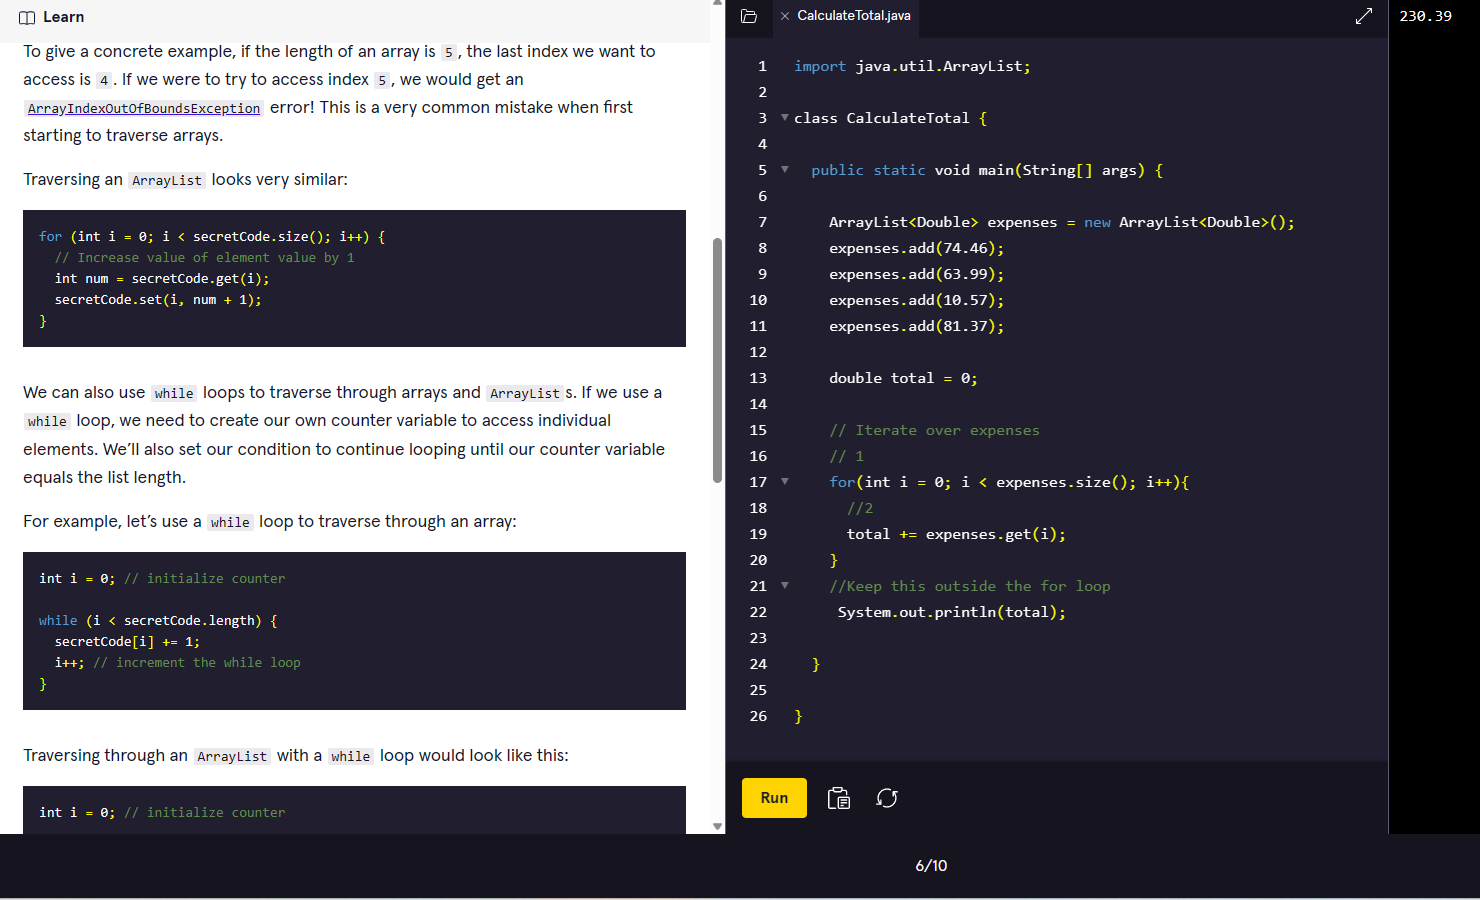 Learn
To give a concrete example, if the length of an array is 5, the last index we want to
access is 4. If we were to try to access index 5, we would get an
ArrayIndexOutOfBoundsException error! This is a very common mistake when first
starting to traverse arrays.
Traversing an ArrayList looks very similar:
for (int i = 0; i < secretCode.size(); i++) {
// Increase value of element value by 1
int num = secretCode.get(i);
secretCode.set(i, num + 1);
}
We can also use while loops to traverse through arrays and ArrayLists. If we use a
while loop, we need to create our own counter variable to access individual
elements. We’ll also set our condition to continue looping until our counter variable
equals the list length.
For example, let’s use a while loop to traverse through an array:
int i = 0; // initialize counter
while (i < secretCode.length) {
secretCode[i] += 1;
i++; // increment the while loop
}
Traversing through an ArrayList with a while loop would look like this:
int i = 0; // initialize counter
CalculateTotal.java
1 import java.util.ArrayList;
2
3 class CalculateTotal {
4
5 public static void main(String[] args) {
6
7 ArrayList<Double> expenses = new ArrayList<Double>();
8 expenses.add(74.46);
9 expenses.add(63.99);
10 expenses.add(10.57);
11 expenses.add(81.37);
12
13 double total = 0;
14
15 // Iterate over expenses
16 // 1
17 for(int i = 0; i < expenses.size(); i++){
18 //2
19 total += expenses.get(i);
20 }
21 //Keep this outside the for loop
22 System.out.println(total);
23
24 }
25
26 }
Run
230.39
6/10